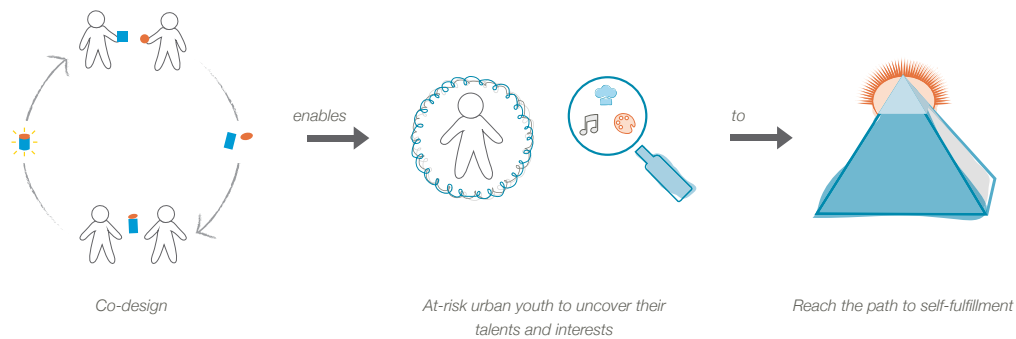 enables
to
Co-design
At-risk urban youth to uncover their
talents and interests
Reach the path to self-fulfillment